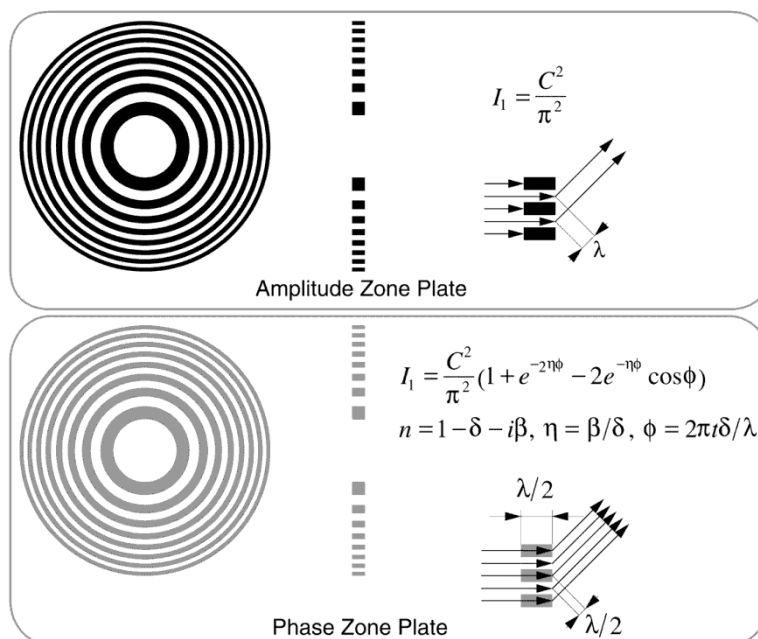 I₁ = C²/π²
λ
Amplitude Zone Plate
I₁ = C²/π² (1 + e^{−2ηϕ} − 2e^{−ηϕ} cosϕ)
n = 1 − δ − iβ, η = β/δ, ϕ = 2πtδ/λ
λ/2
λ/2
Phase Zone Plate